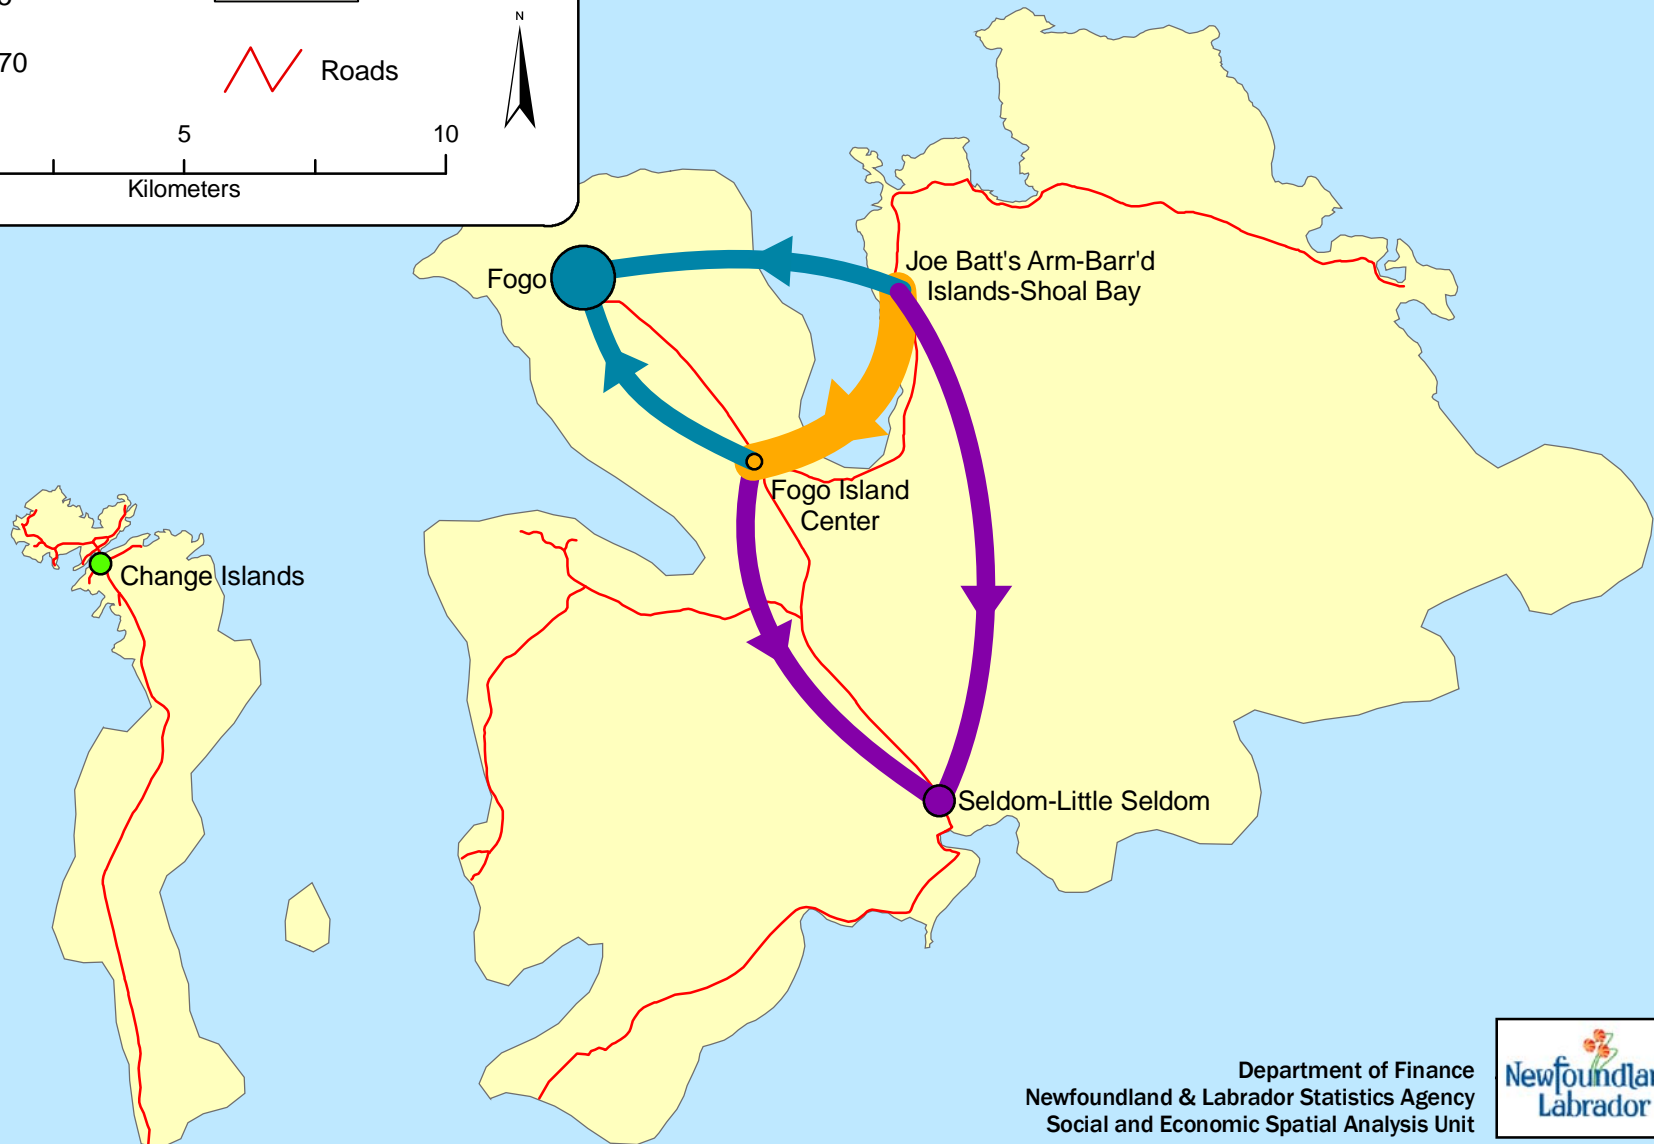 70
Roads
N
5 10
Kilometers
Fogo
Joe Batt's Arm-Barr'd
Islands-Shoal Bay
Fogo Island
Center
Change Islands
Seldom-Little Seldom
Department of Finance
Newfoundland & Labrador Statistics Agency
Social and Economic Spatial Analysis Unit
Labrador